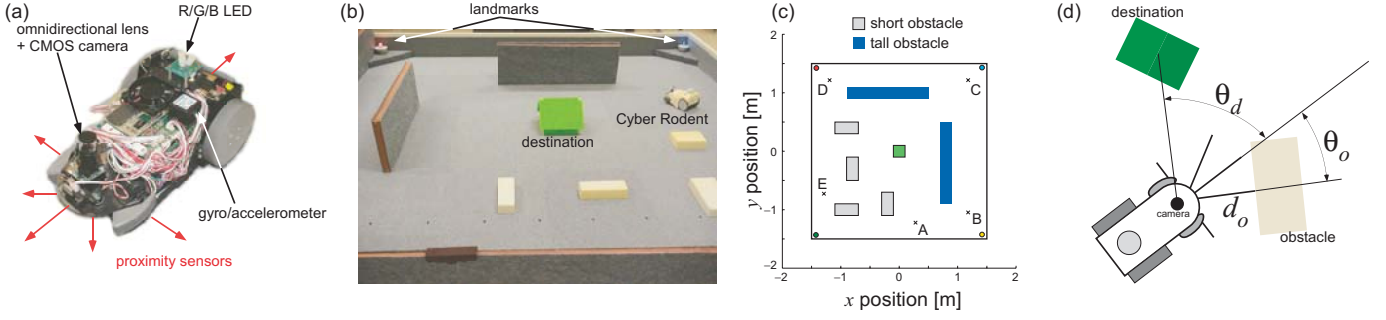 (a)
R/G/B LED
omnidirectional lens
+ CMOS camera
gyro/accelerometer
proximity sensors
(b)
landmarks
Cyber Rodent
destination
(c)
short obstacle
tall obstacle
2
1
0
−1
−2
y position [m]
D
C
E
B
A
−2
−1
0
1
2
x position [m]
(d)
destination
θd
θo
camera
do
obstacle